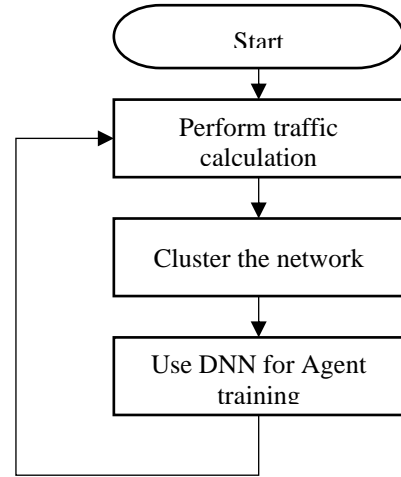 Start
Perform traffic
calculation
Cluster the network
Use DNN for Agent
training